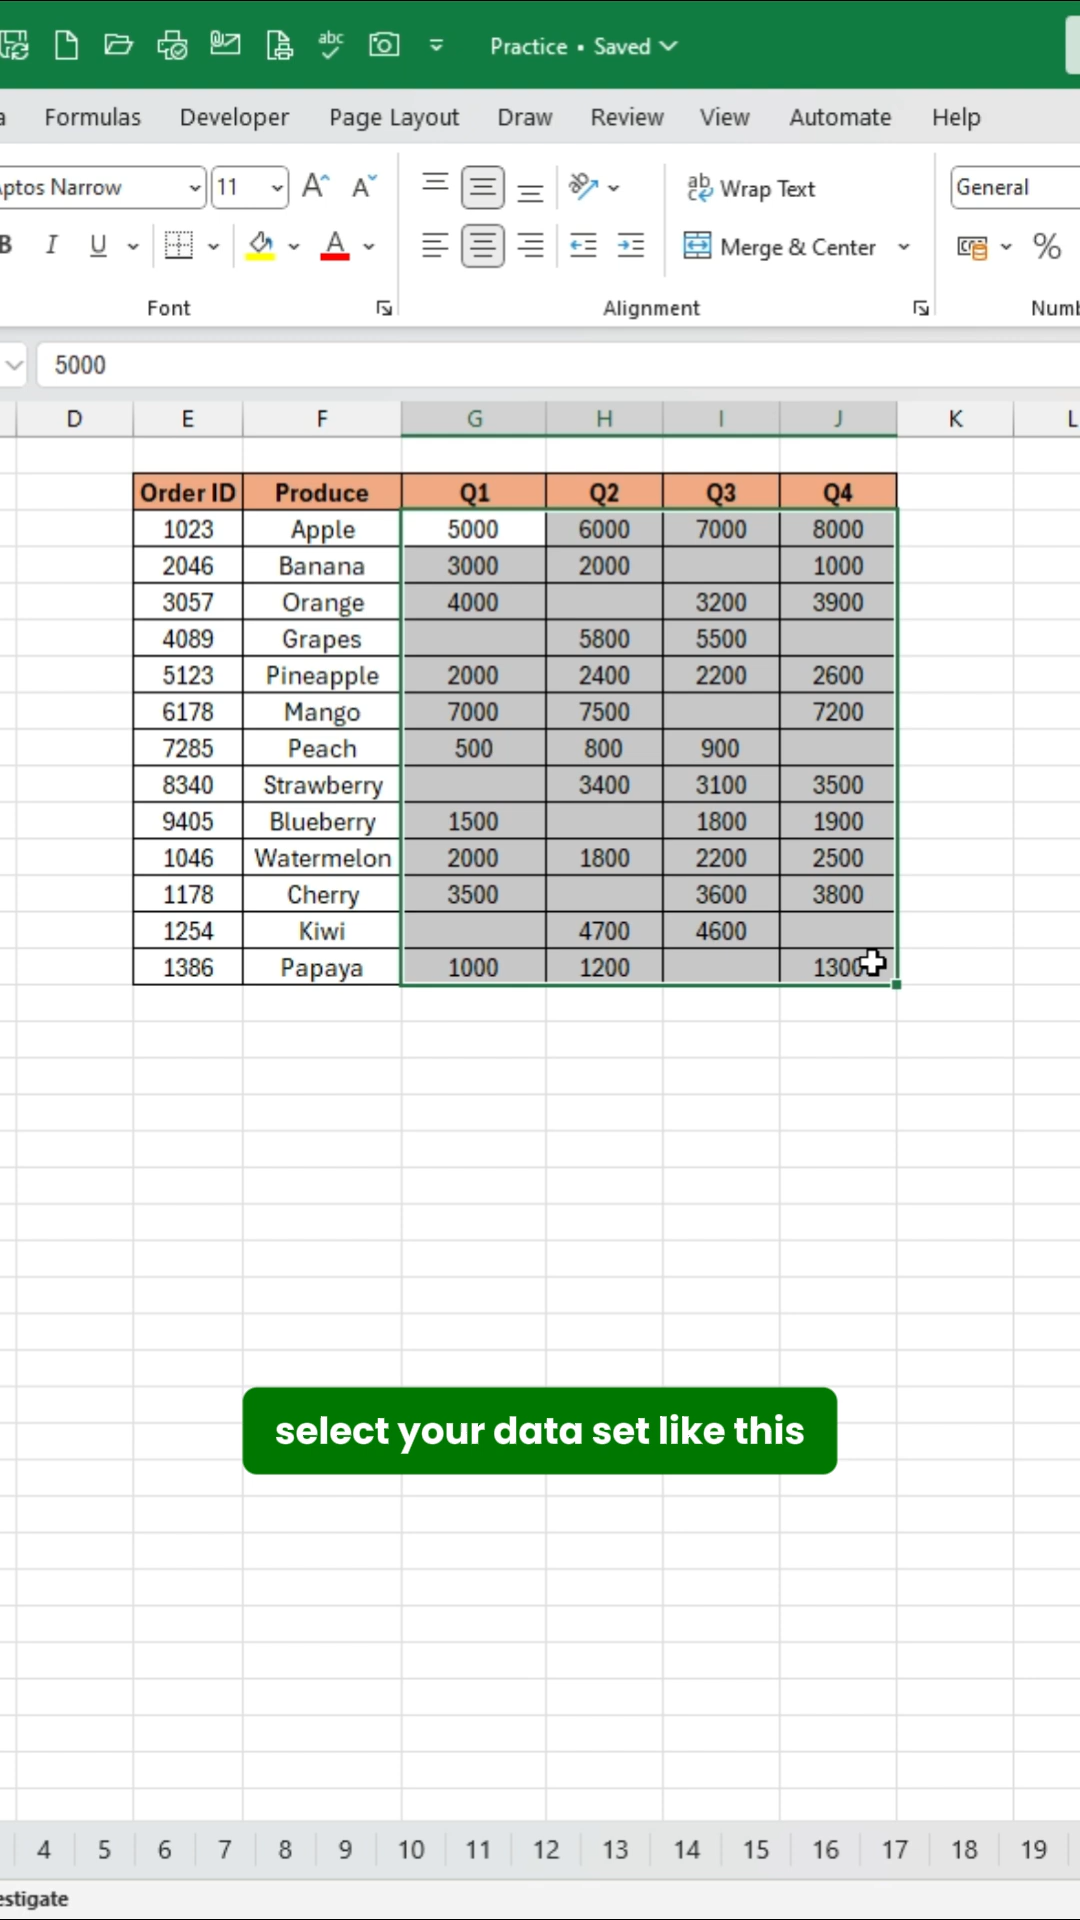 Practice • Saved
Formulas Developer Page Layout Draw Review View Automate Help
Aptos Narrow 11 Wrap Text General
B I U A Merge & Center %
Font Alignment
5000
D E F G H I J K L
Order ID Produce Q1 Q2 Q3 Q4
1023 Apple 5000 6000 7000 8000
2046 Banana 3000 2000 1000
3057 Orange 4000 3200 3900
4089 Grapes 5800 5500
5123 Pineapple 2000 2400 2200 2600
6178 Mango 7000 7500 7200
7285 Peach 500 800 900
8340 Strawberry 3400 3100 3500
9405 Blueberry 1500 1800 1900
1046 Watermelon 2000 1800 2200 2500
1178 Cherry 3500 3600 3800
1254 Kiwi 4700 4600
1386 Papaya 1000 1200 1300
select your data set like this
4 5 6 7 8 9 10 11 12 13 14 15 16 17 18 19